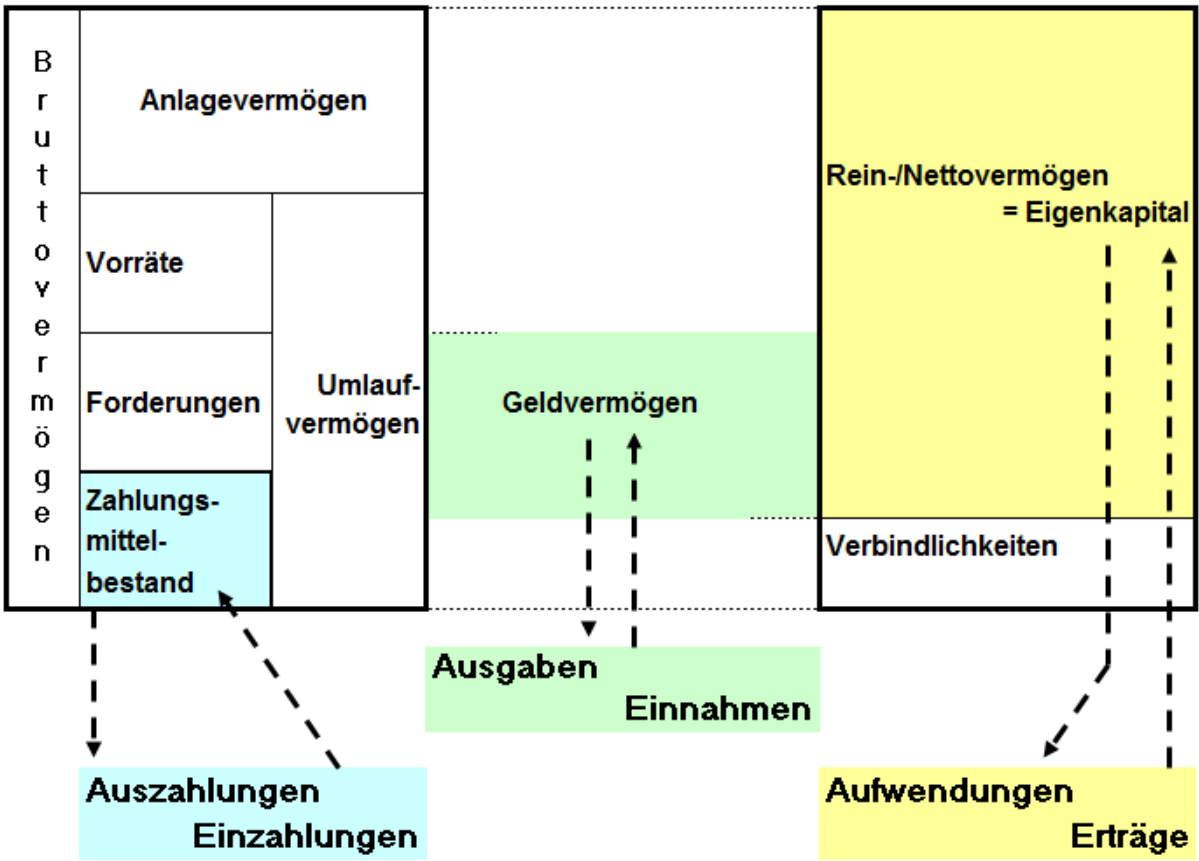 Bruttovermögen
Anlagevermögen
Vorräte
Forderungen
Umlauf-
vermögen
Zahlungs-
mittel-
bestand
Geldvermögen
Rein-/Nettovermögen
= Eigenkapital
Verbindlichkeiten
Ausgaben
Einnahmen
Auszahlungen
Einzahlungen
Aufwendungen
Erträge